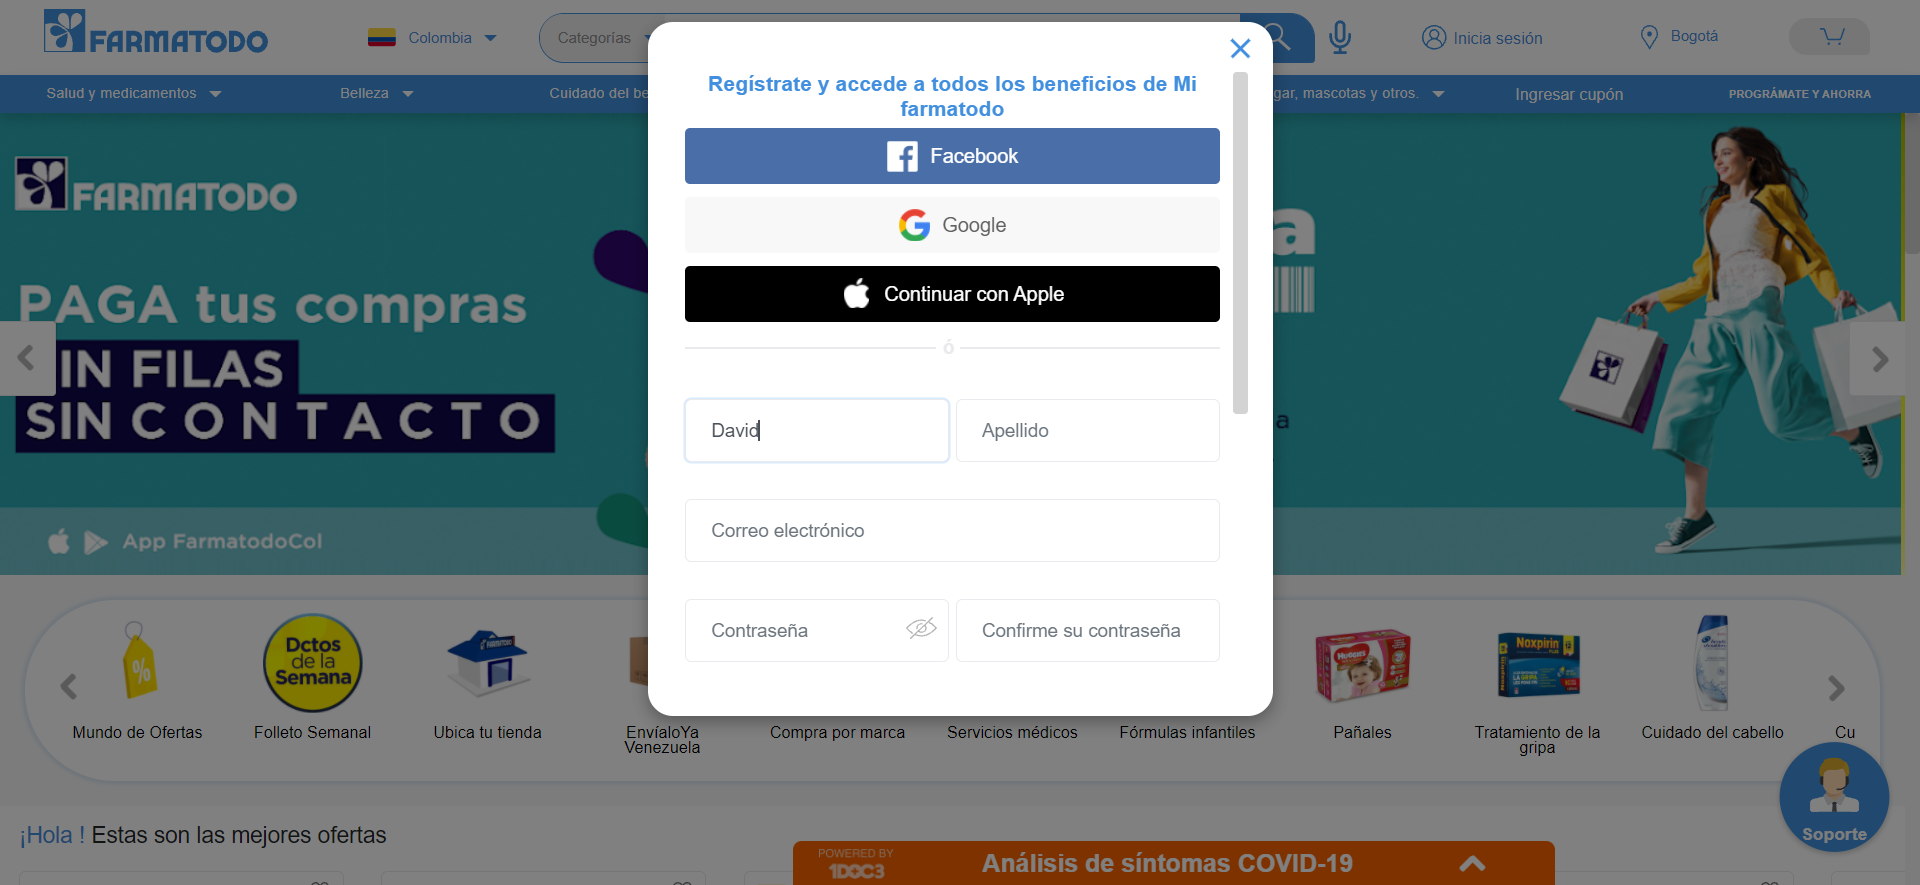 FARMATODO
Colombia
Categorías
Inicia sesión
Bogotá
Salud y medicamentos
Belleza
Cuidado del be
gar, mascotas y otros.
Ingresar cupón
PROGRÁMATE Y AHORRA
Regístrate y accede a todos los beneficios de Mi
farmatodo
Facebook
Google
Continuar con Apple
ó
David
Apellido
Correo electrónico
Contraseña
Confirme su contraseña
FARMATODO
PAGA tus compras
SIN FILAS
SIN CONTACTO
App FarmatodoCol
a
a
%
Dctos
de la
Semana
FARMATODO
HUGGIES
Noxpirin
Mundo de Ofertas
Folleto Semanal
Ubica tu tienda
EnvíaloYa
Venezuela
Compra por marca
Servicios médicos
Fórmulas infantiles
Pañales
Tratamiento de la
gripa
Cuidado del cabello
Cu
Soporte
¡Hola ! Estas son las mejores ofertas
POWERED BY
1DOC3
Análisis de síntomas COVID-19